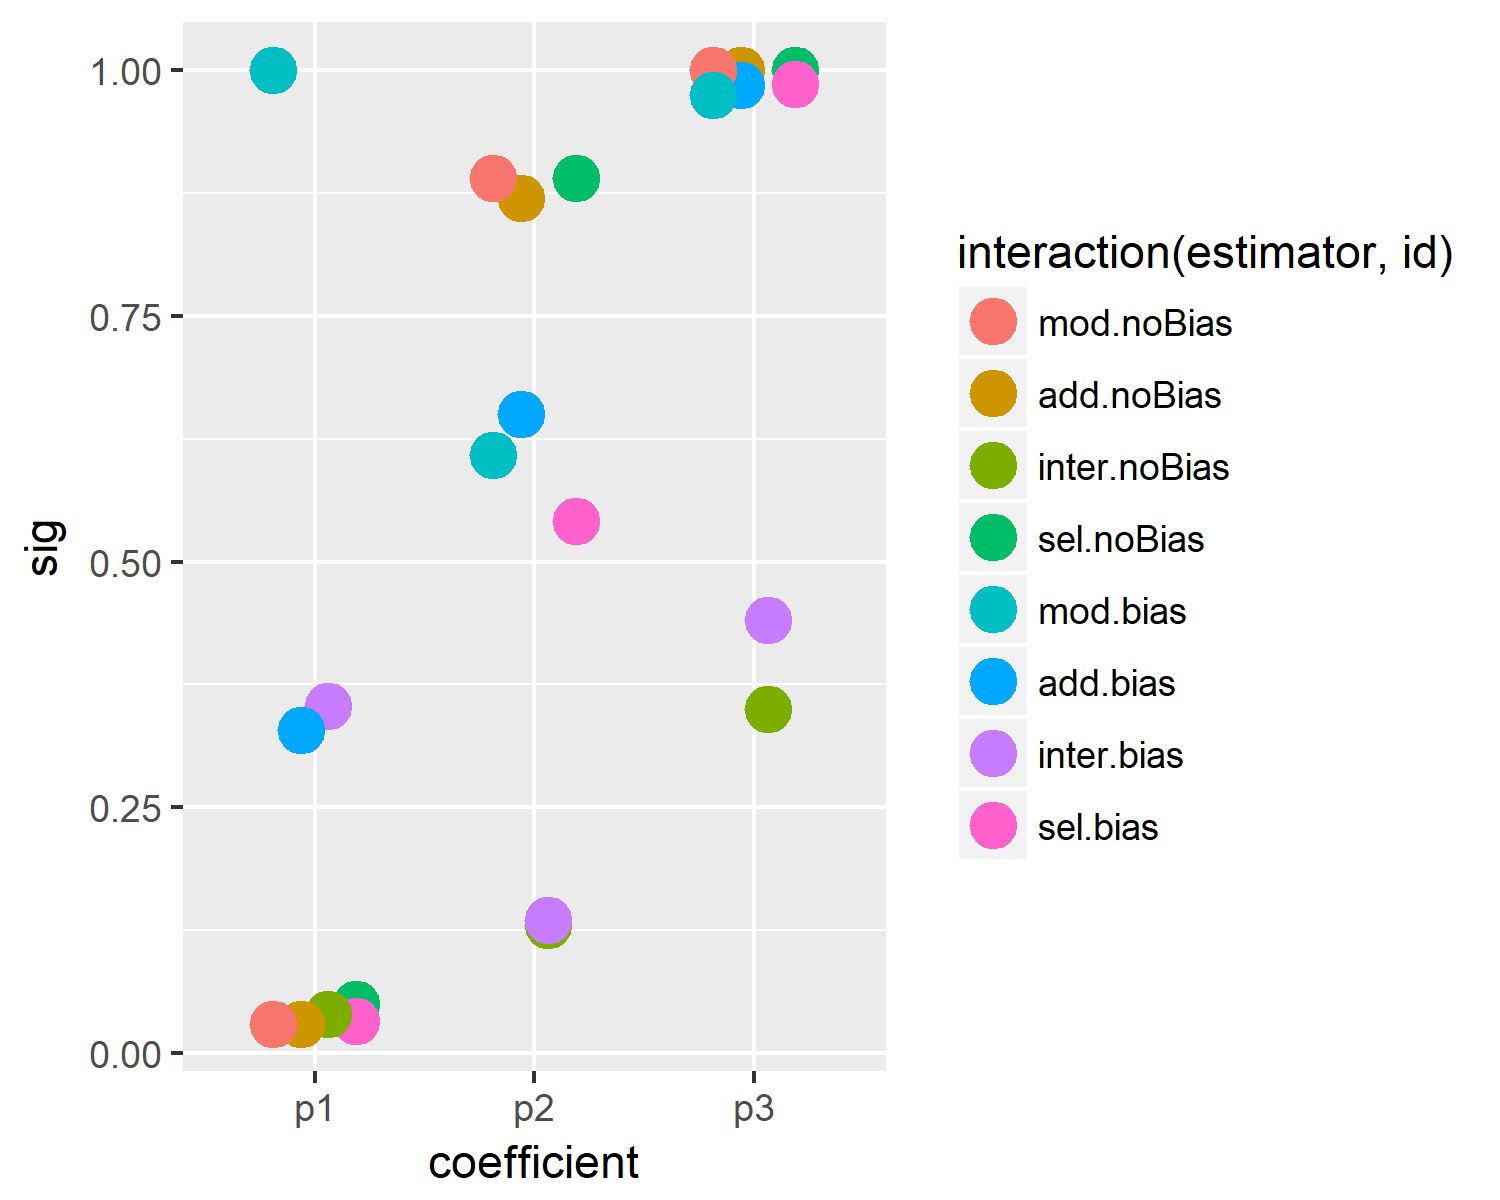 1.00
0.75
0.50
0.25
0.00
sig
p1
p2
p3
coefficient
interaction(estimator, id)
mod.noBias
add.noBias
inter.noBias
sel.noBias
mod.bias
add.bias
inter.bias
sel.bias